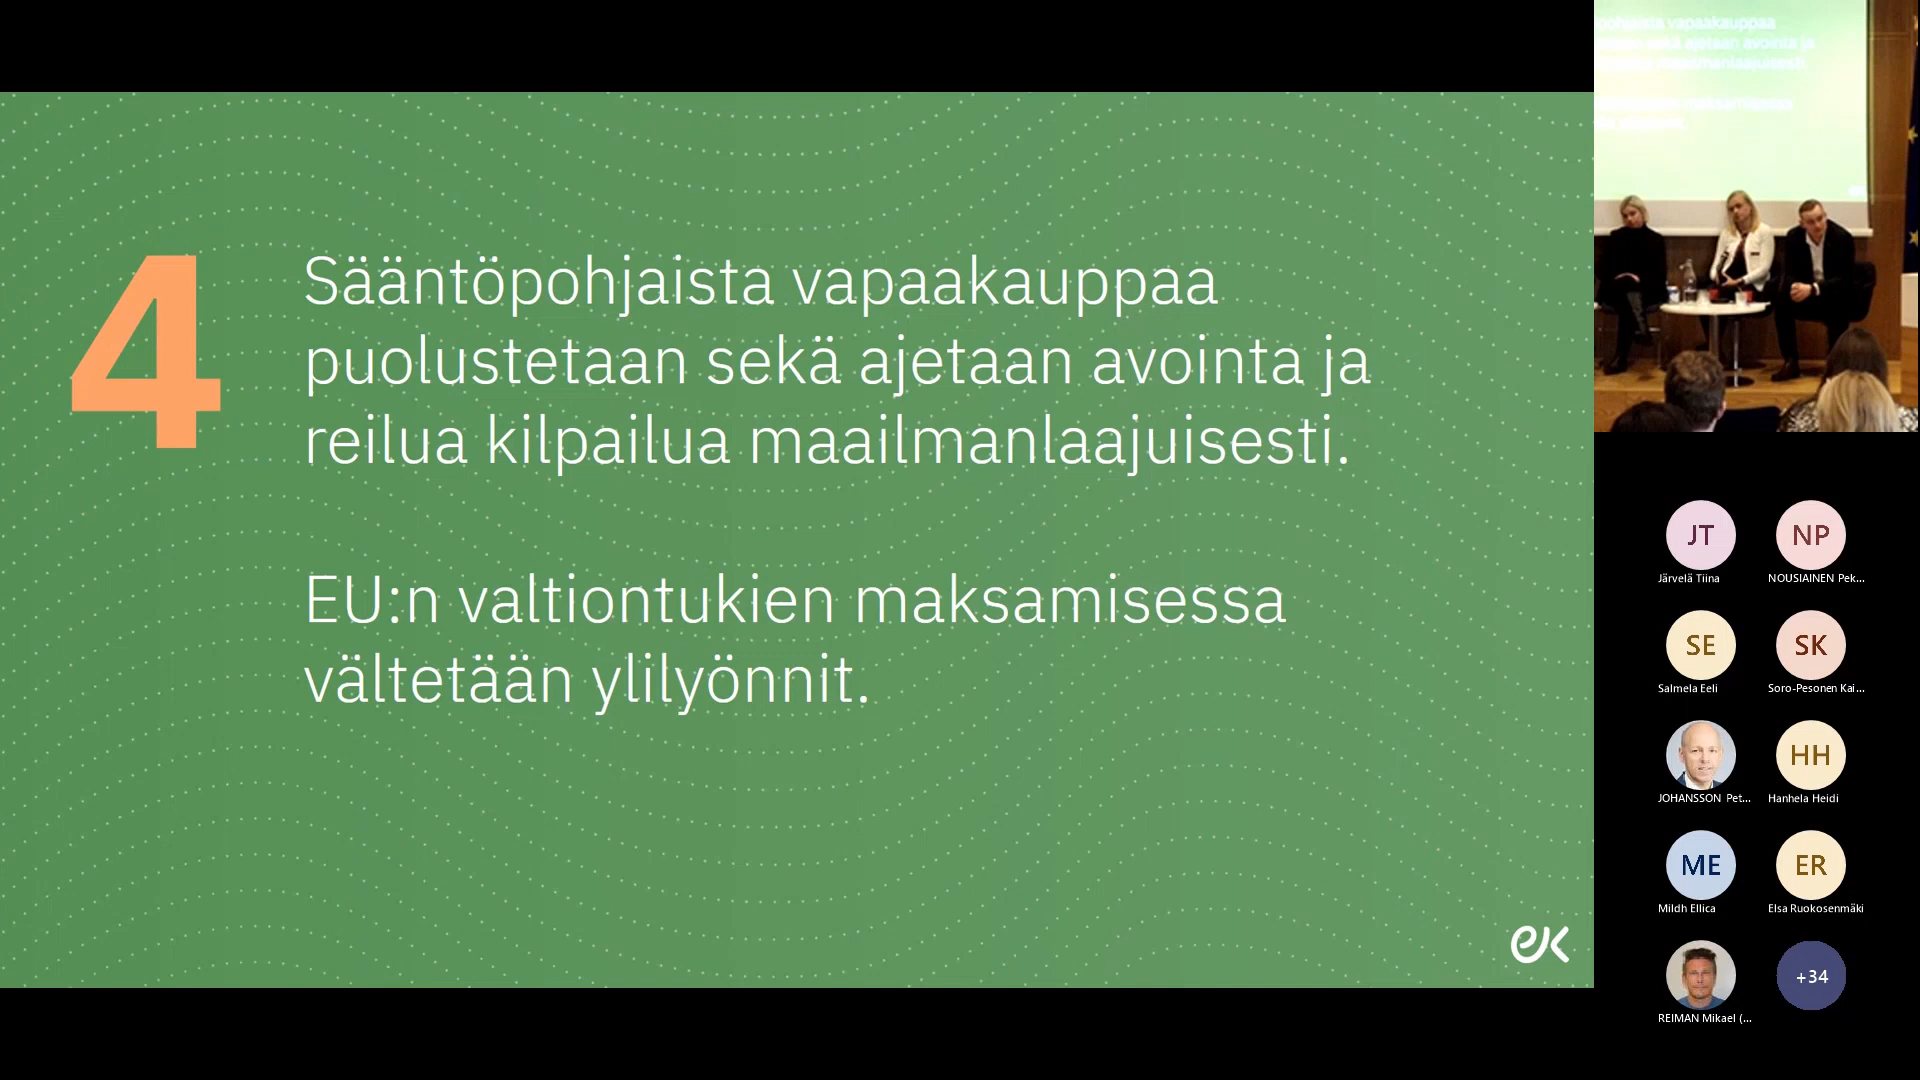 4
Sääntöpohjaista vapaakauppaa
puolustetaan sekä ajetaan avointa ja
reilua kilpailua maailmanlaajuisesti.
EU:n valtiontukien maksamisessa
vältetään ylilyönnit.
ek
JT
NP
Järvelä Tiina
NOUSIAINEN Pek...
SE
SK
Salmela Eeli
Soro-Pesonen Kai...
HH
JOHANSSON Pet...
Hanhela Heidi
ME
ER
Mildh Ellica
Elsa Ruokosenmäki
+34
REIMAN Mikael (...